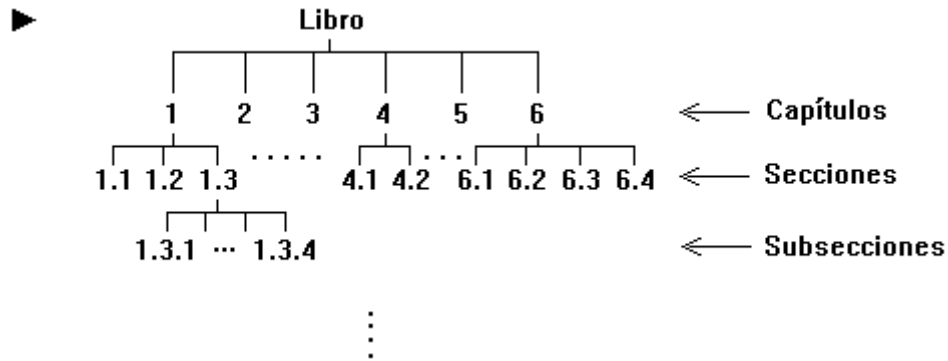 Libro
1 2 3 4 5 6 Capítulos
1.1 1.2 1.3 ..... 4.1 4.2 ... 6.1 6.2 6.3 6.4 Secciones
1.3.1 ... 1.3.4 Subsecciones